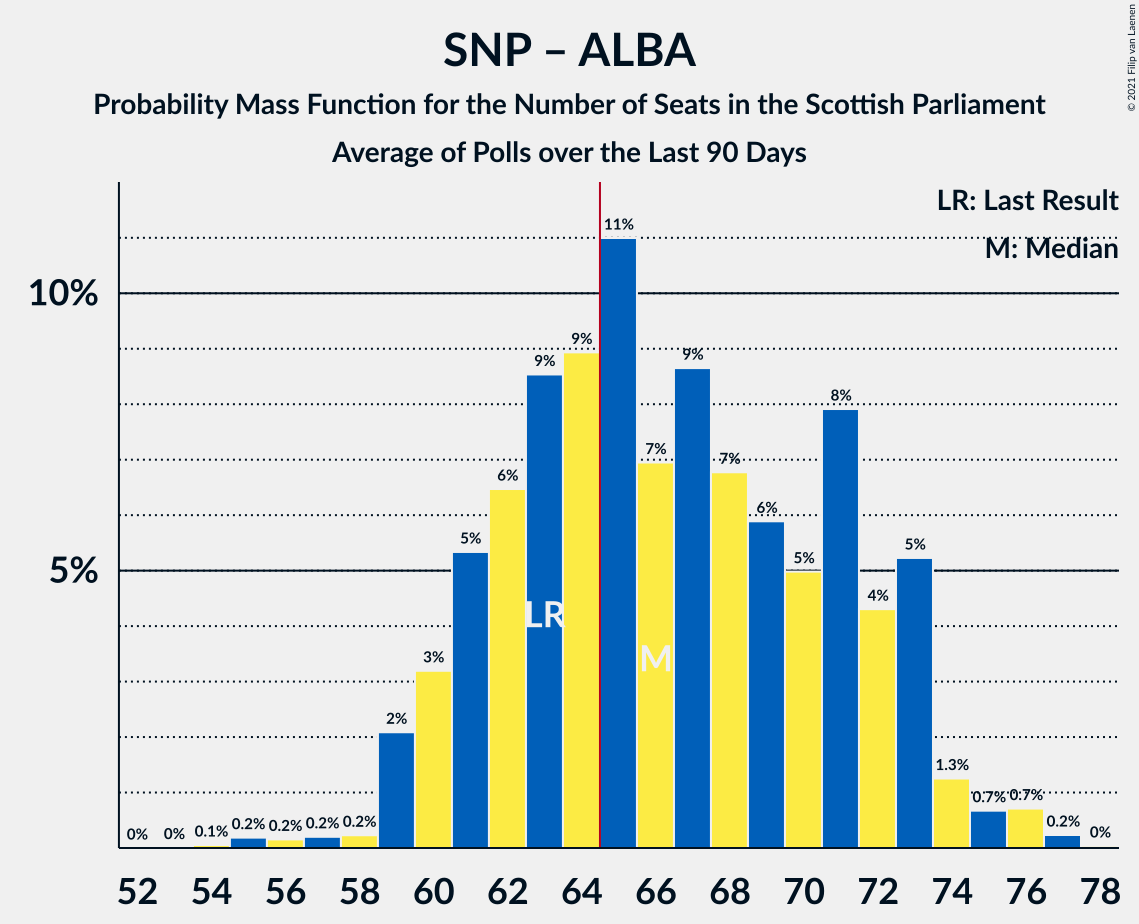 SNP – ALBA
Probability Mass Function for the Number of Seats in the Scottish Parliament
Average of Polls over the Last 90 Days
© 2021 Filip van Laenen
LR: Last Result
M: Median
10%
5%
0% 0% 0.1% 0.2% 0.2% 0.2% 0.2% 2% 3% 5% 6% 9% 9% 11% 7% 9% 7% 6% 5% 8% 4% 5% 1.3% 0.7% 0.7% 0.2% 0%
LR
M
52 54 56 58 60 62 64 66 68 70 72 74 76 78